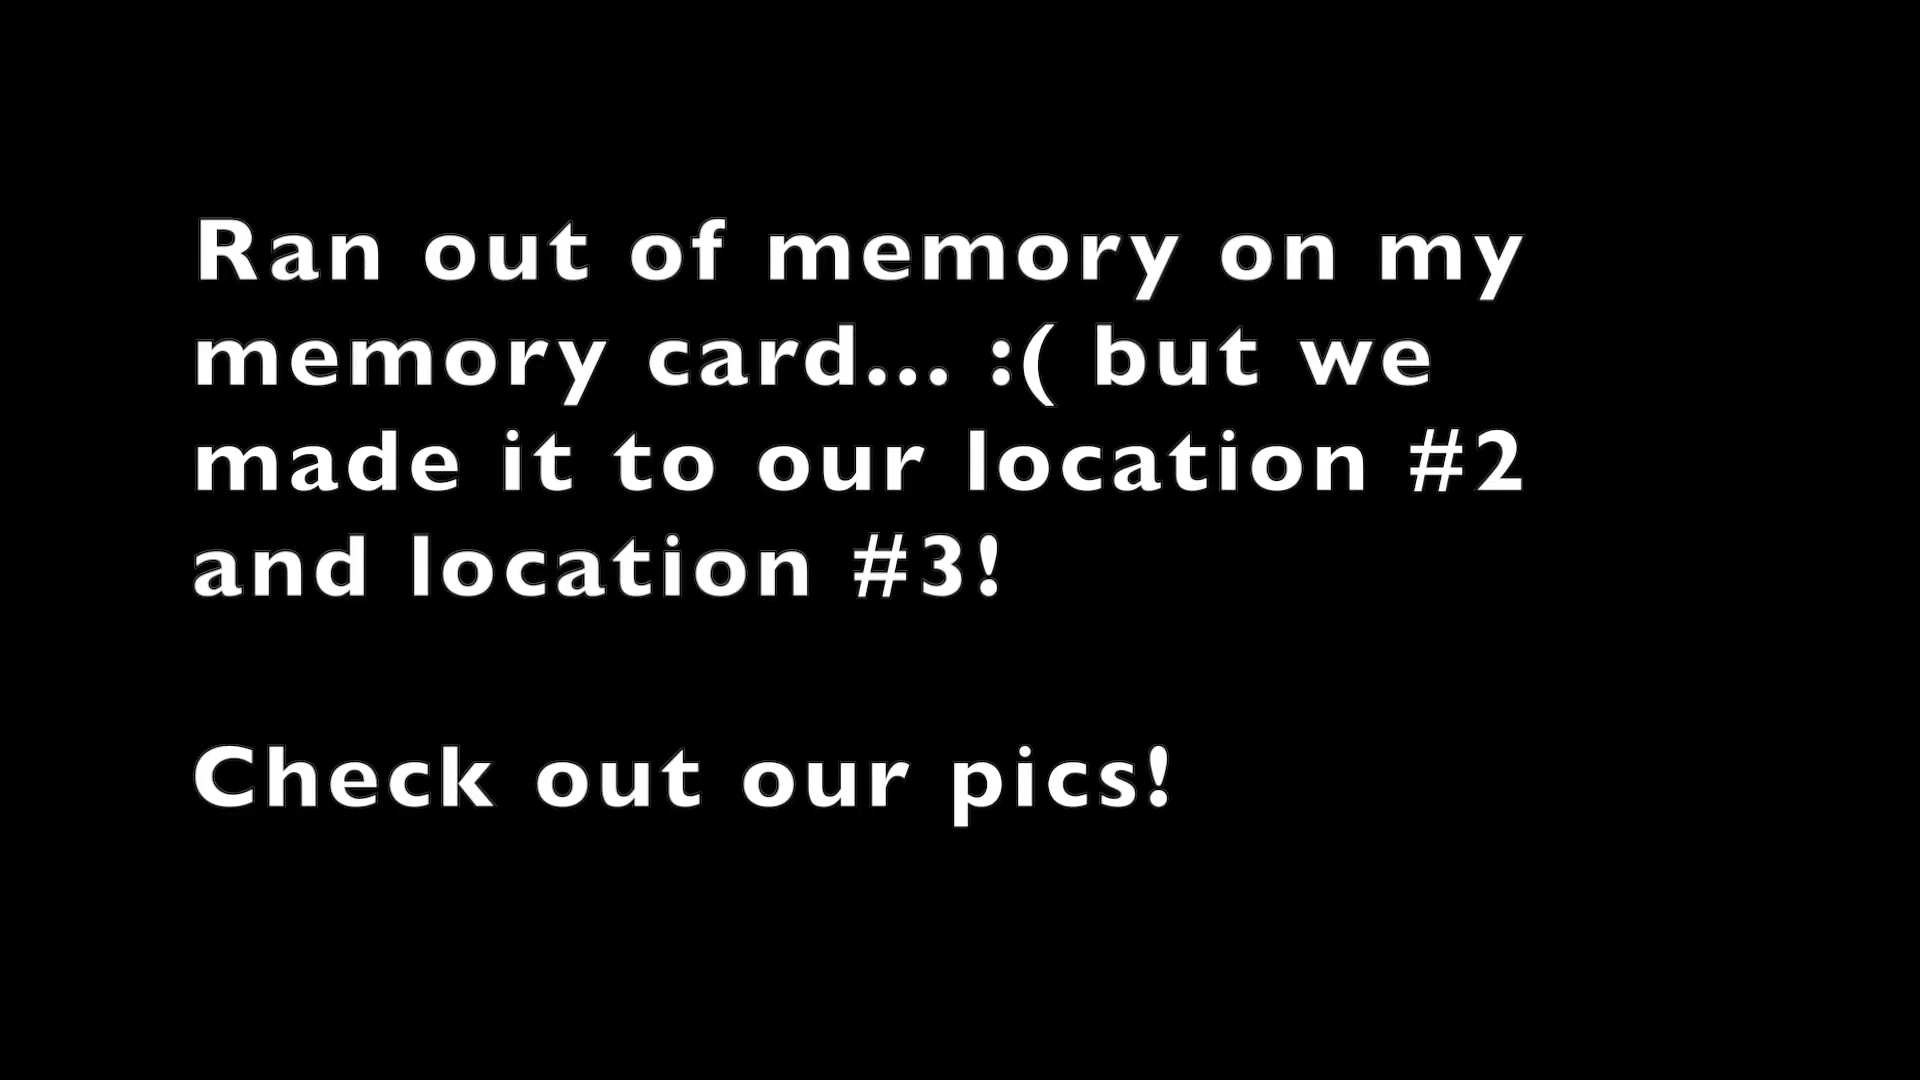 Ran out of memory on my
memory card... :( but we
made it to our location #2
and location #3!
Check out our pics!